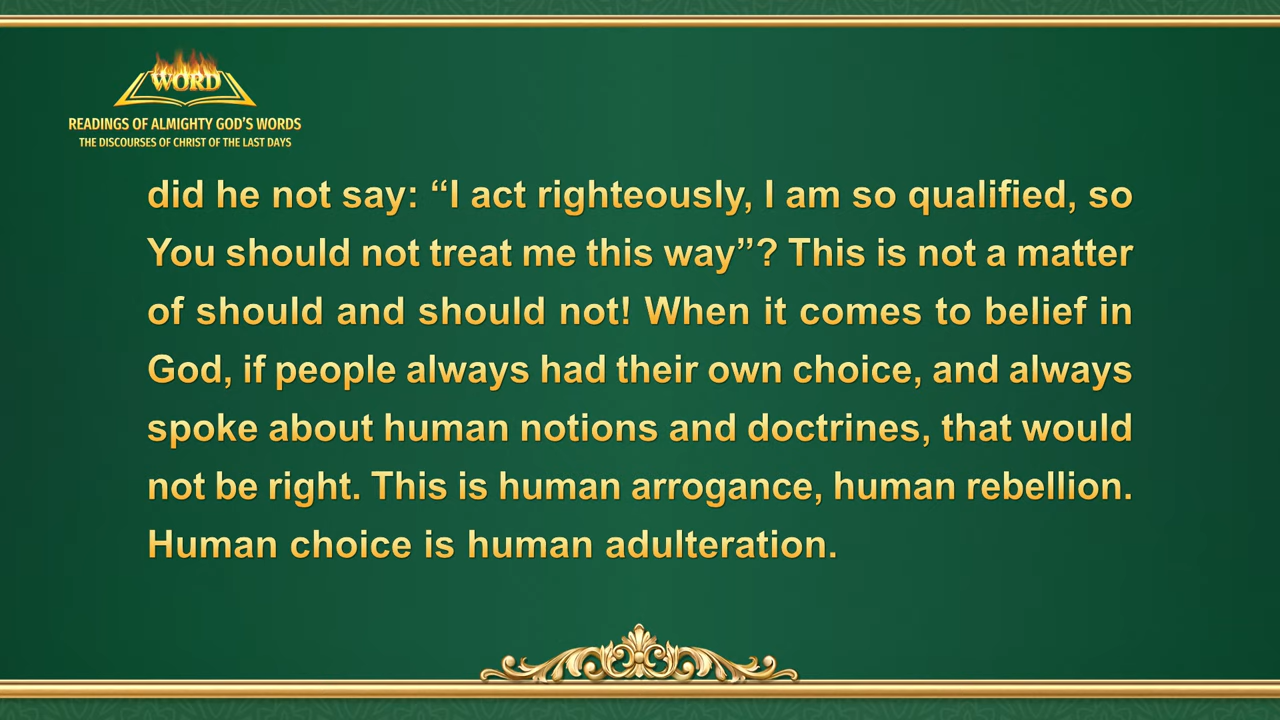 WORD
READINGS OF ALMIGHTY GOD'S WORDS
THE DISCOURSES OF CHRIST OF THE LAST DAYS
did he not say: “I act righteously, I am so qualified, so
You should not treat me this way”? This is not a matter
of should and should not! When it comes to belief in
God, if people always had their own choice, and always
spoke about human notions and doctrines, that would
not be right. This is human arrogance, human rebellion.
Human choice is human adulteration.